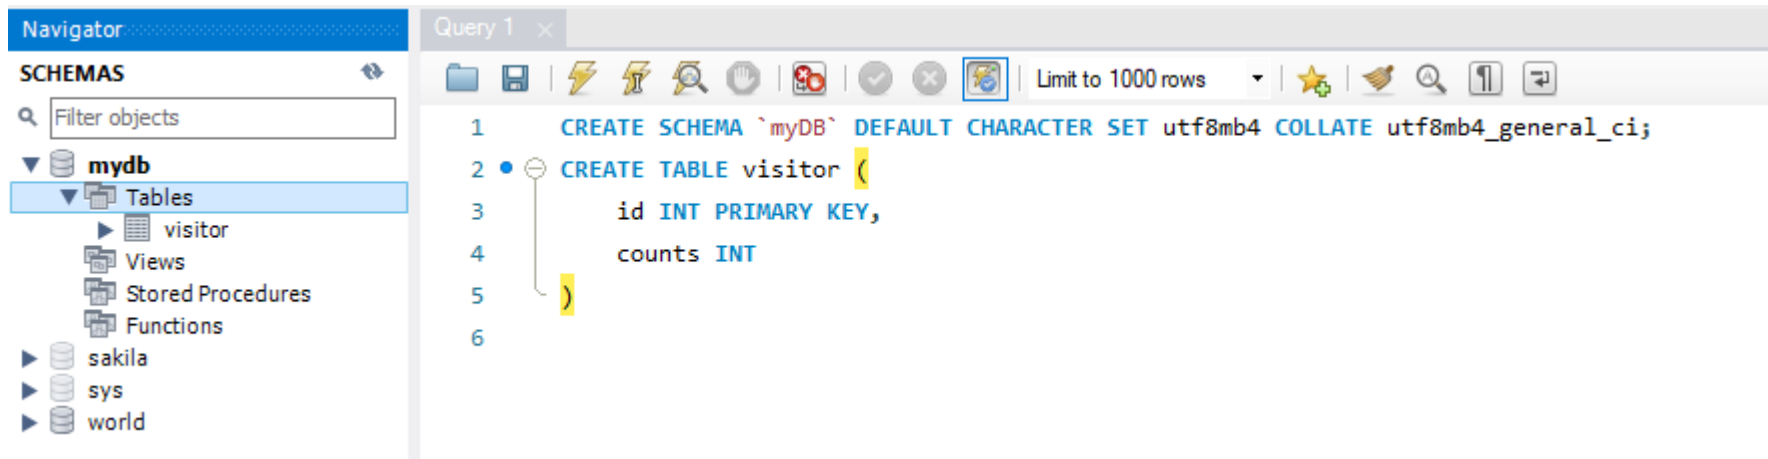 Navigator
SCHEMAS
Filter objects
mydb
Tables
visitor
Views
Stored Procedures
Functions
sakila
sys
world
Query 1
Limit to 1000 rows
1 CREATE SCHEMA `myDB` DEFAULT CHARACTER SET utf8mb4 COLLATE utf8mb4_general_ci;
2 CREATE TABLE visitor (
3 id INT PRIMARY KEY,
4 counts INT
5 )
6